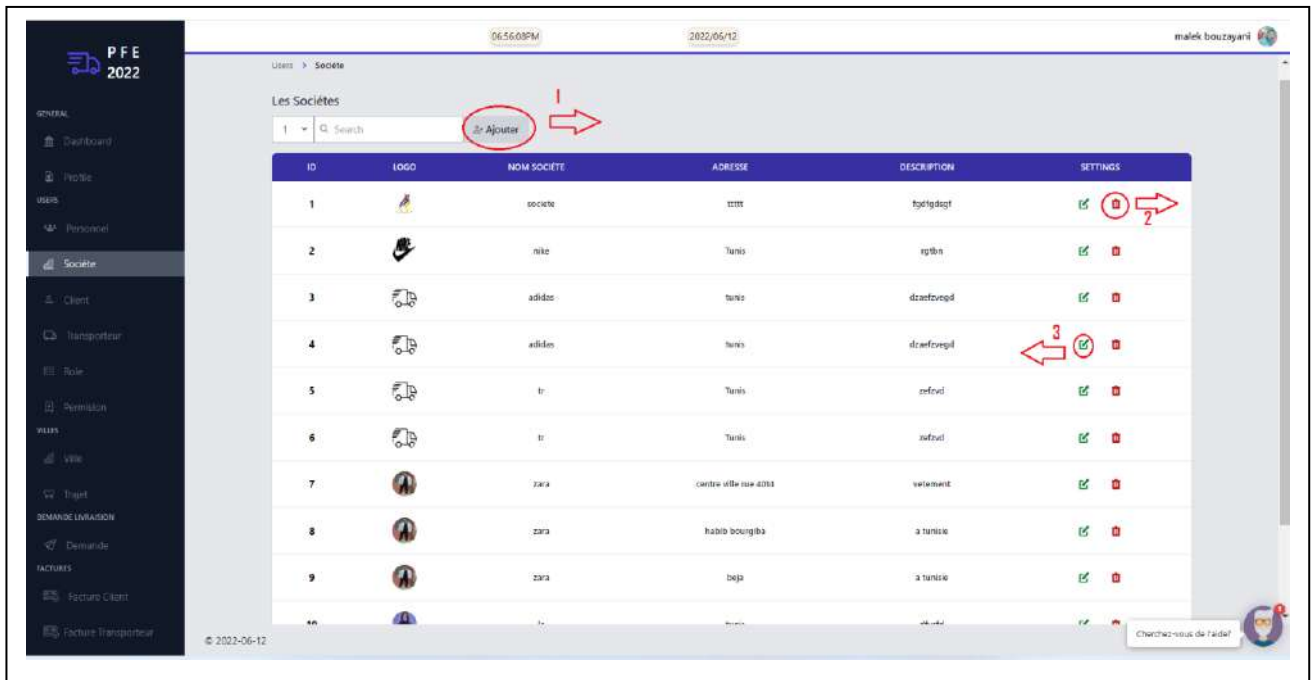 PFE
2022
06:56:08PM
2022/06/12
malek bouzayani
Users > Sociéte
GENERAL
Dashboard
Profile
USERS
Personnel
Sociéte
Client
Transporteur
Role
Permision
VILLES
Ville
Trajet
DEMANDE LIVRAISON
Demande
FACTURES
Facture Client
Facture Transporteur
Les Sociétes
1 Search Ajouter
1
ID LOGO NOM SOCIÉTE ADRESSE DESCRIPTION SETTINGS
1 societe ttttt fgdfgdsgf
2
2 nike Tunis
3 adidas tunis dzaefzvegd
3
4 adidas tunis dzaefzvegd
5 tr Tunis zefzvd
6 tr Tunis zefzvd
7 zara centre ville rue vetement
8 zara habib bourgiba a tunisie
9 zara beja a tunisie
10
© 2022-06-12
Cherchez-vous de l'aide?